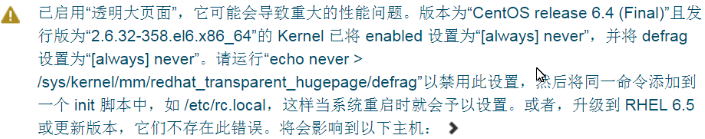 已启用“透明大页面”，它可能会导致重大的性能问题。版本为“CentOS release 6.4 (Final)”且发
行版为“2.6.32-358.el6.x86_64”的 Kernel 已将 enabled 设置为“[always] never”，并将 defrag
设置为“[always] never”。请运行“echo never >
/sys/kernel/mm/redhat_transparent_hugepage/defrag”以禁用此设置，然后将同一命令添加到
一个 init 脚本中，如 /etc/rc.local，这样当系统重启时就会予以设置。或者，升级到 RHEL 6.5
或更新版本，它们不存在此错误。将会影响到以下主机：